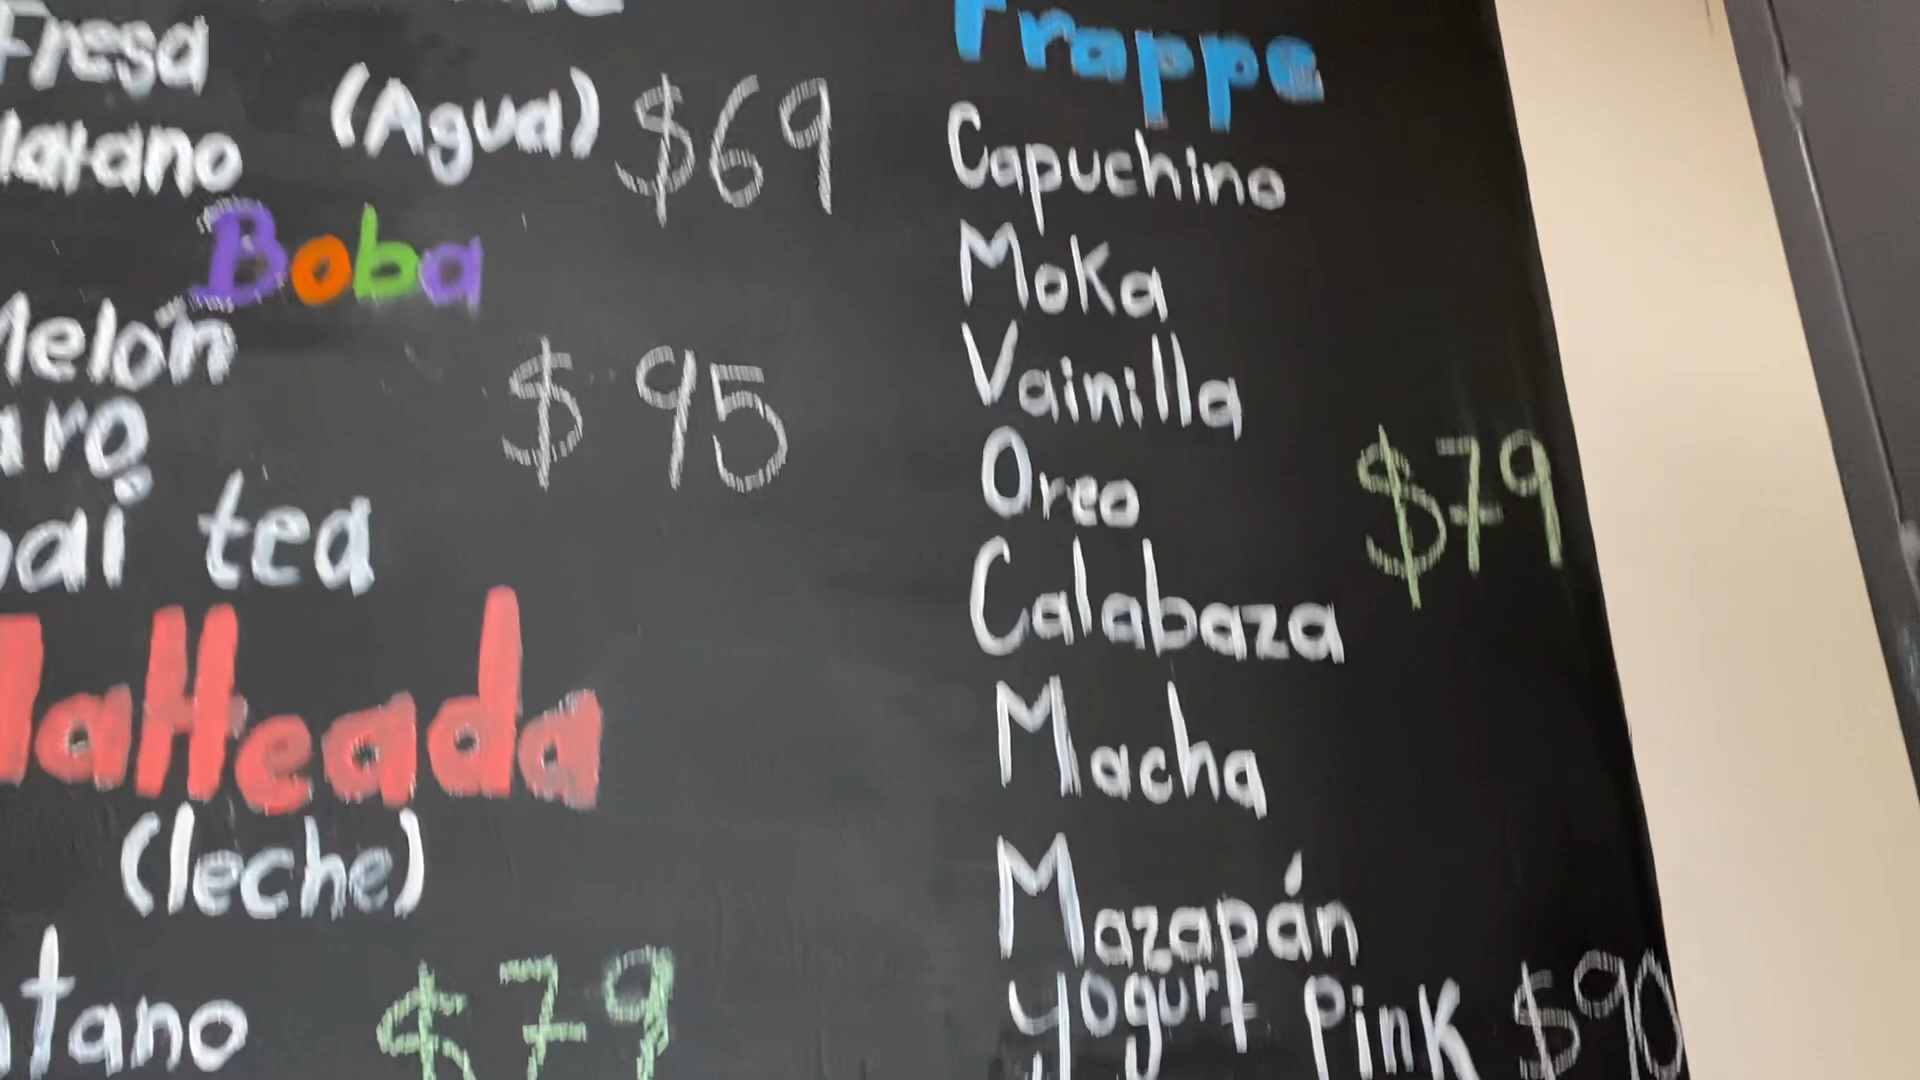 Fresa
(Agua) $69
Boba
$95
tea
(leche)
$79
Frappe
Capuchino
Moka
Vainilla
Oreo
Calabaza
$79
Macha
Mazapán
Yogurt Pink $90